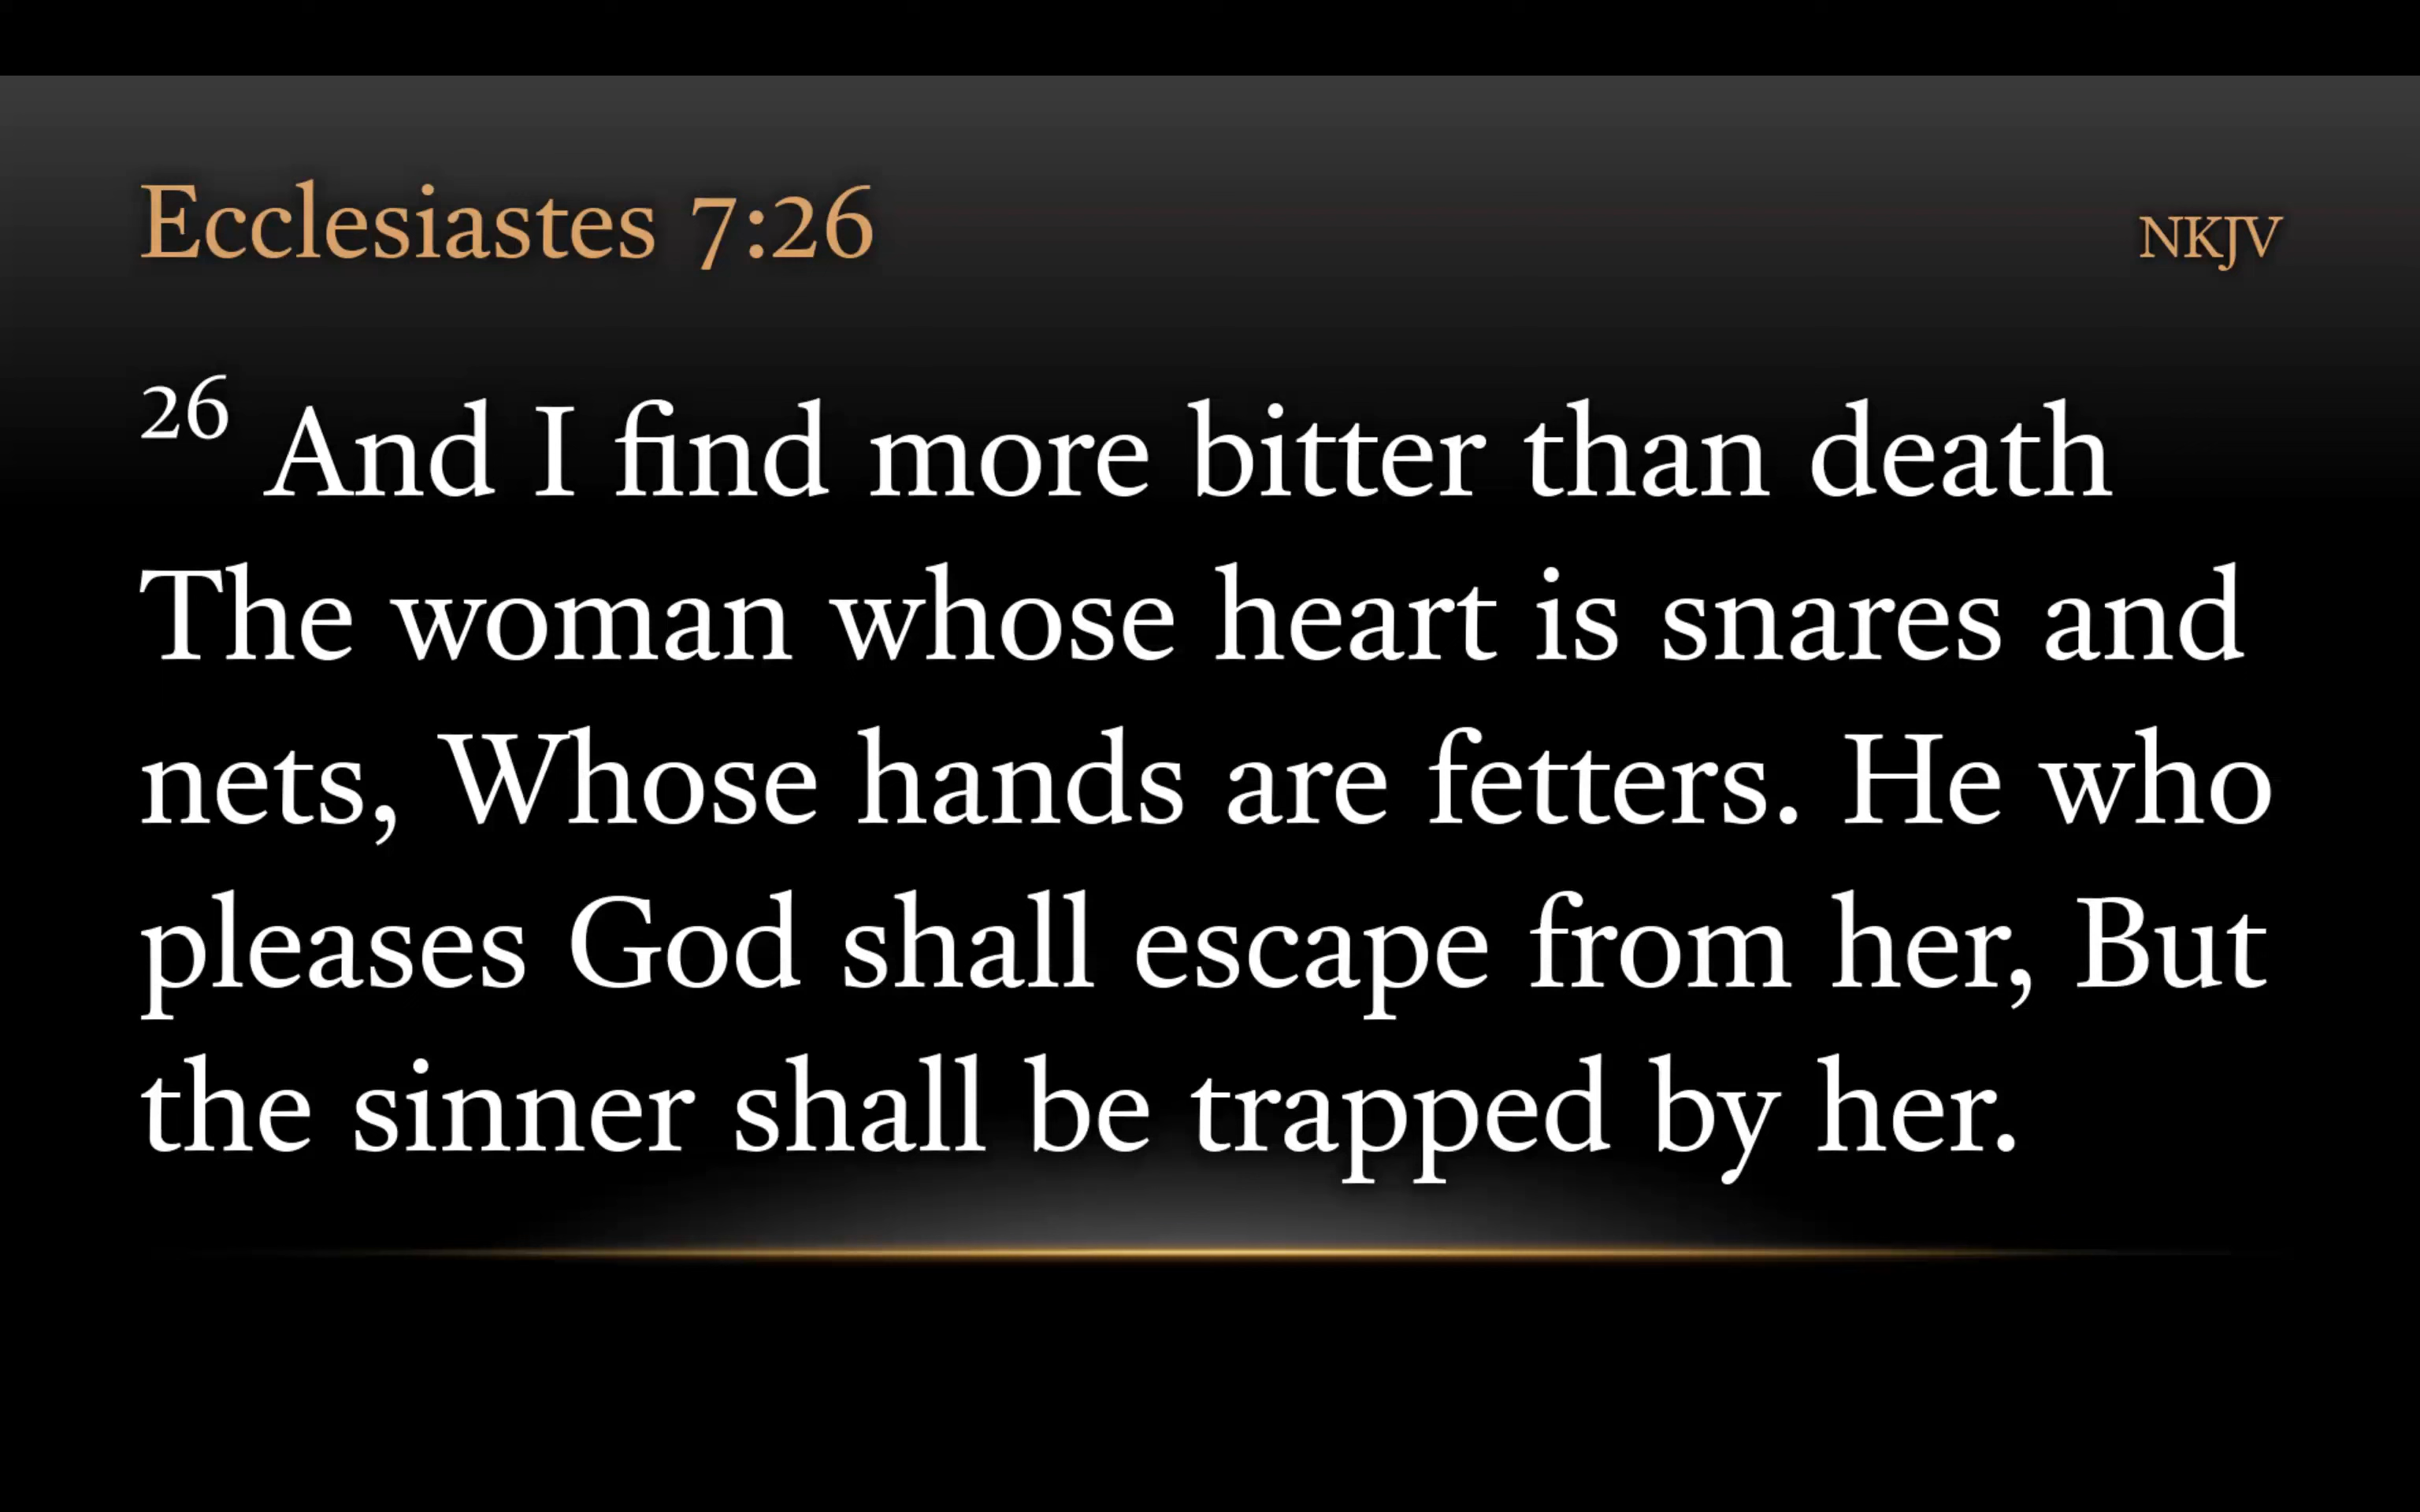 Ecclesiastes 7:26
NKJV
26 And I find more bitter than death
The woman whose heart is snares and
nets, Whose hands are fetters. He who
pleases God shall escape from her, But
the sinner shall be trapped by her.